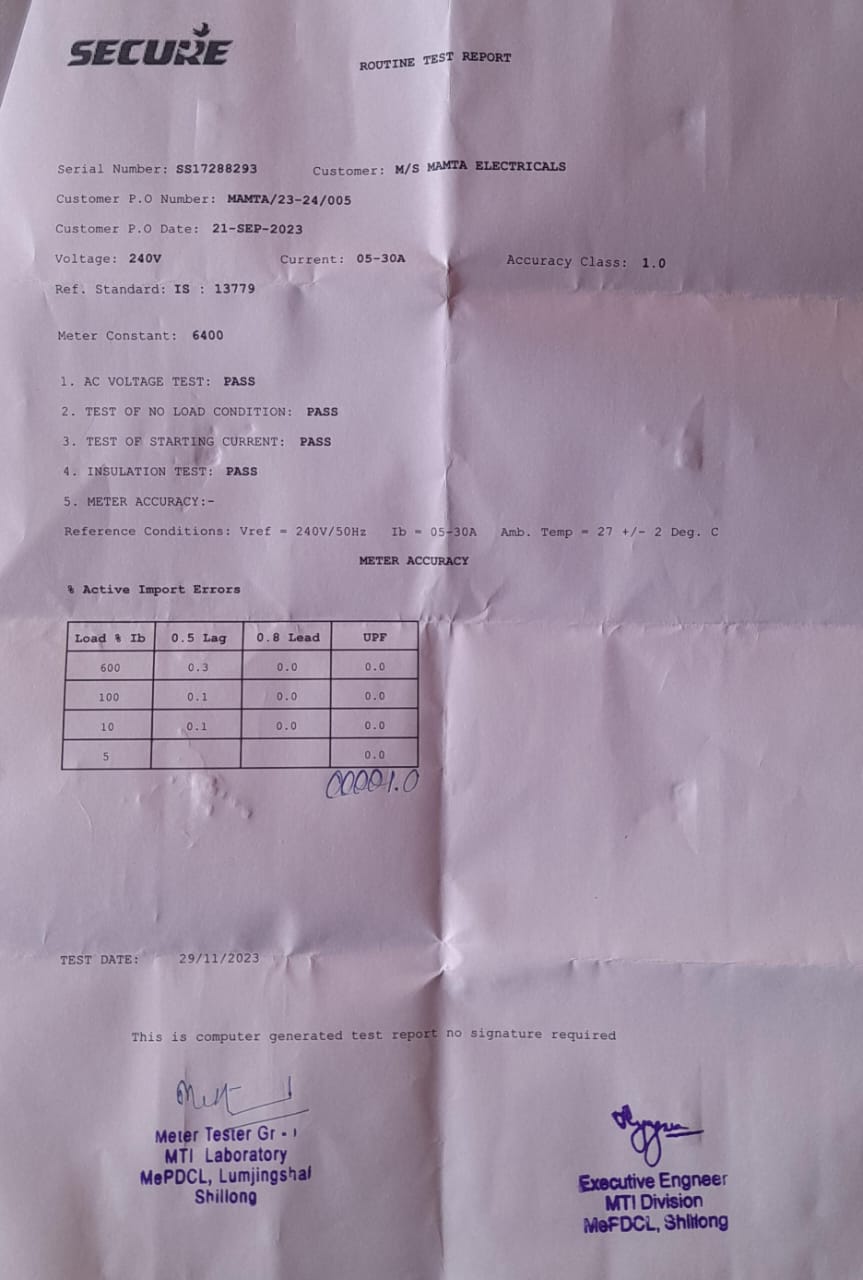 SECURE
ROUTINE TEST REPORT
Serial Number: SS17288293 Customer: M/S MAMTA ELECTRICALS
Customer P.O Number: MAMTA/23-24/005
Customer P.O Date: 21-SEP-2023
Voltage: 240V Current: 05-30A Accuracy Class: 1.0
Ref. Standard: IS : 13779
Meter Constant: 6400
1. AC VOLTAGE TEST: PASS
2. TEST OF NO LOAD CONDITION: PASS
3. TEST OF STARTING CURRENT: PASS
4. INSULATION TEST: PASS
5. METER ACCURACY:-
Reference Conditions: Vref = 240V/50Hz Ib = 05-30A Amb. Temp = 27 +/- 2 Deg. C
METER ACCURACY
% Active Import Errors
Load % Ib 0.5 Lag 0.8 Lead UPF
600 0.3 0.0 0.0
100 0.1 0.0 0.0
10 0.1 0.0 0.0
5 0.0
00001.0
TEST DATE: 29/11/2023
This is computer generated test report no signature required
Meter Tester Gr - I
MTI Laboratory
MePDCL, Lumjingshai
Shillong
Executive Engneer
MTI Division
MePDCL, Shillong